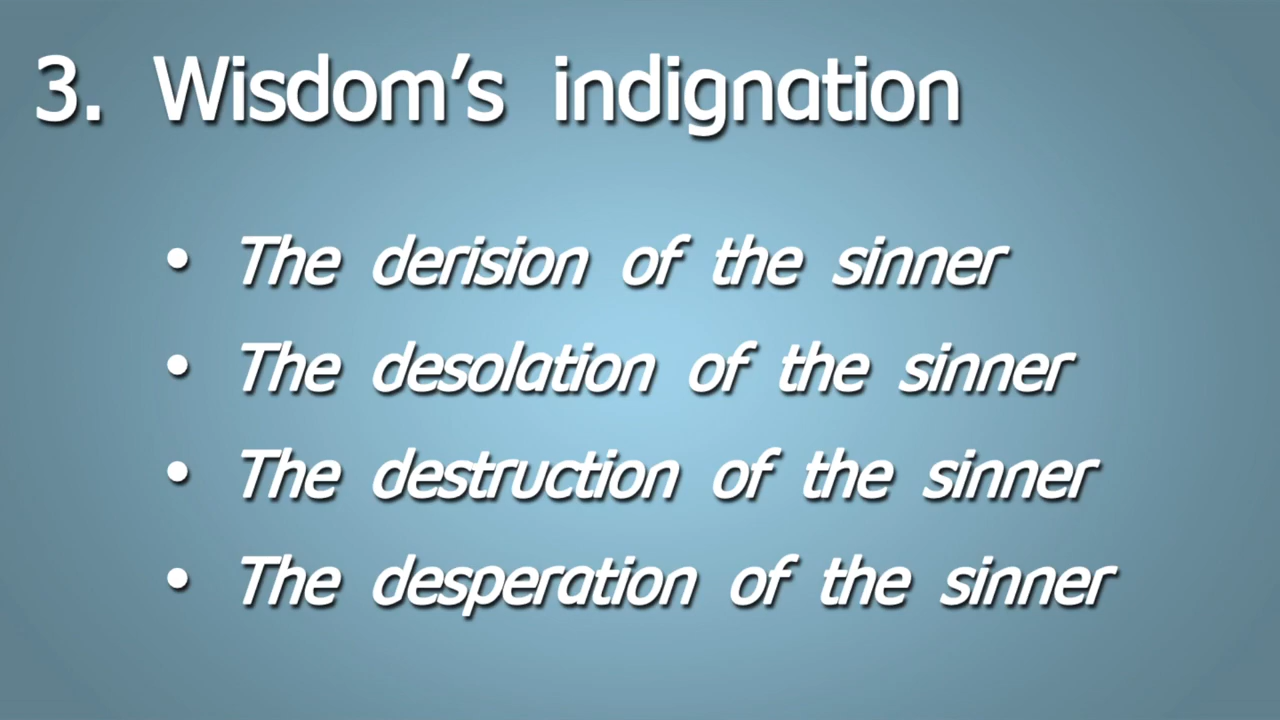 3. Wisdom’s indignation
• The derision of the sinner
• The desolation of the sinner
• The destruction of the sinner
• The desperation of the sinner